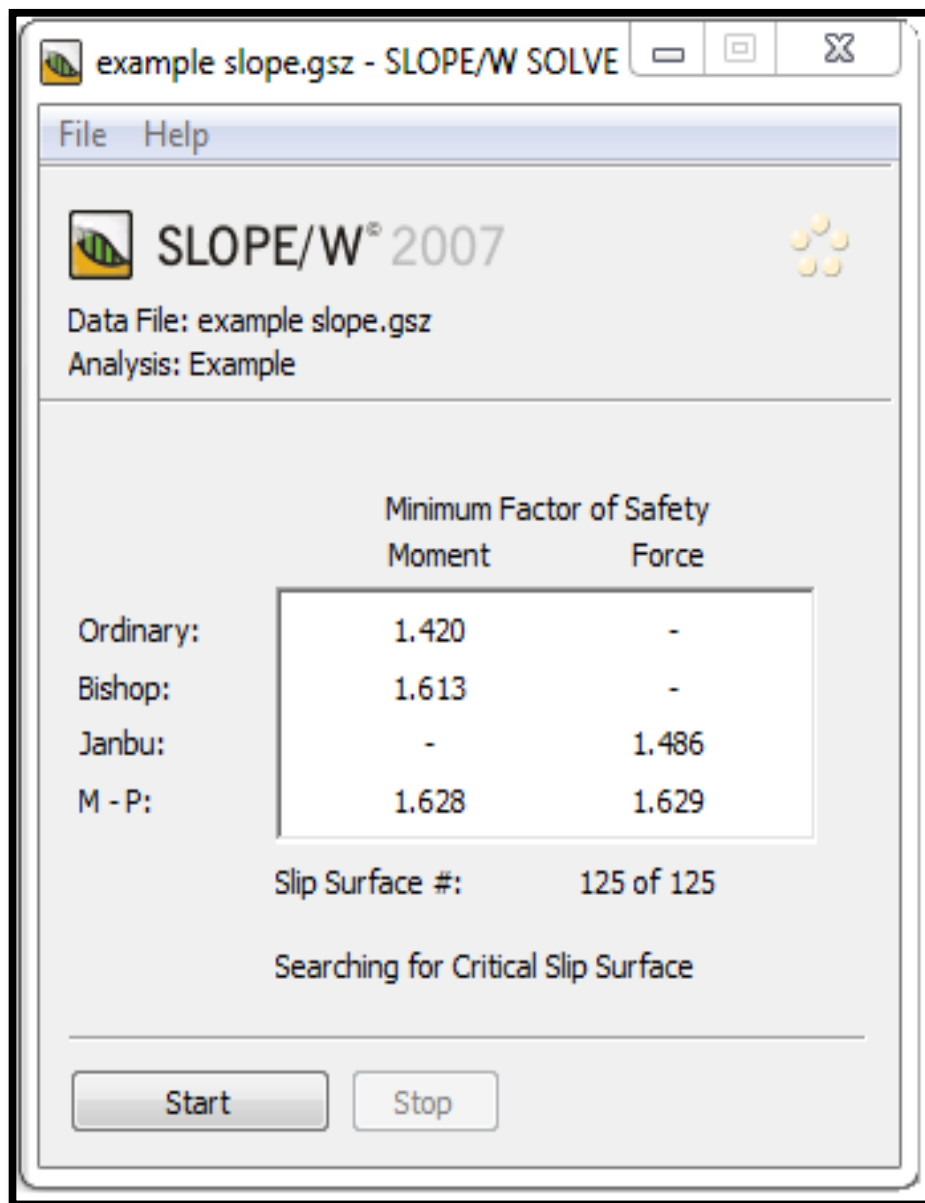 example slope.gsz - SLOPE/W SOLVE
File Help
SLOPE/W© 2007
Data File: example slope.gsz
Analysis: Example
Minimum Factor of Safety
Moment Force
Ordinary: 1.420 -
Bishop: 1.613 -
Janbu: - 1.486
M - P: 1.628 1.629
Slip Surface #: 125 of 125
Searching for Critical Slip Surface
Start Stop